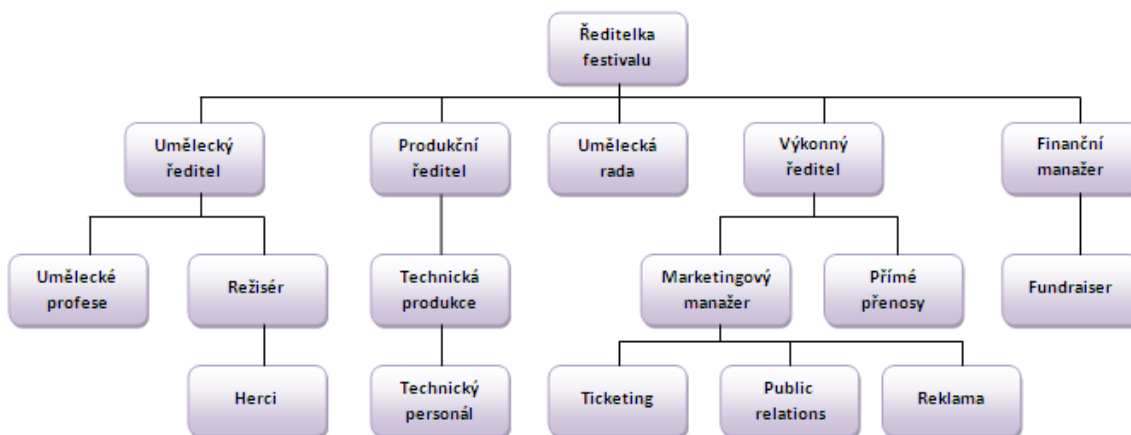 Ředitelka
festivalu
Umělecký
ředitel
Produkční
ředitel
Umělecká
rada
Výkonný
ředitel
Finanční
manažer
Umělecké
profese
Režisér
Technická
produkce
Marketingový
manažer
Přímé
přenosy
Fundraiser
Herci
Technický
personál
Ticketing
Public
relations
Reklama